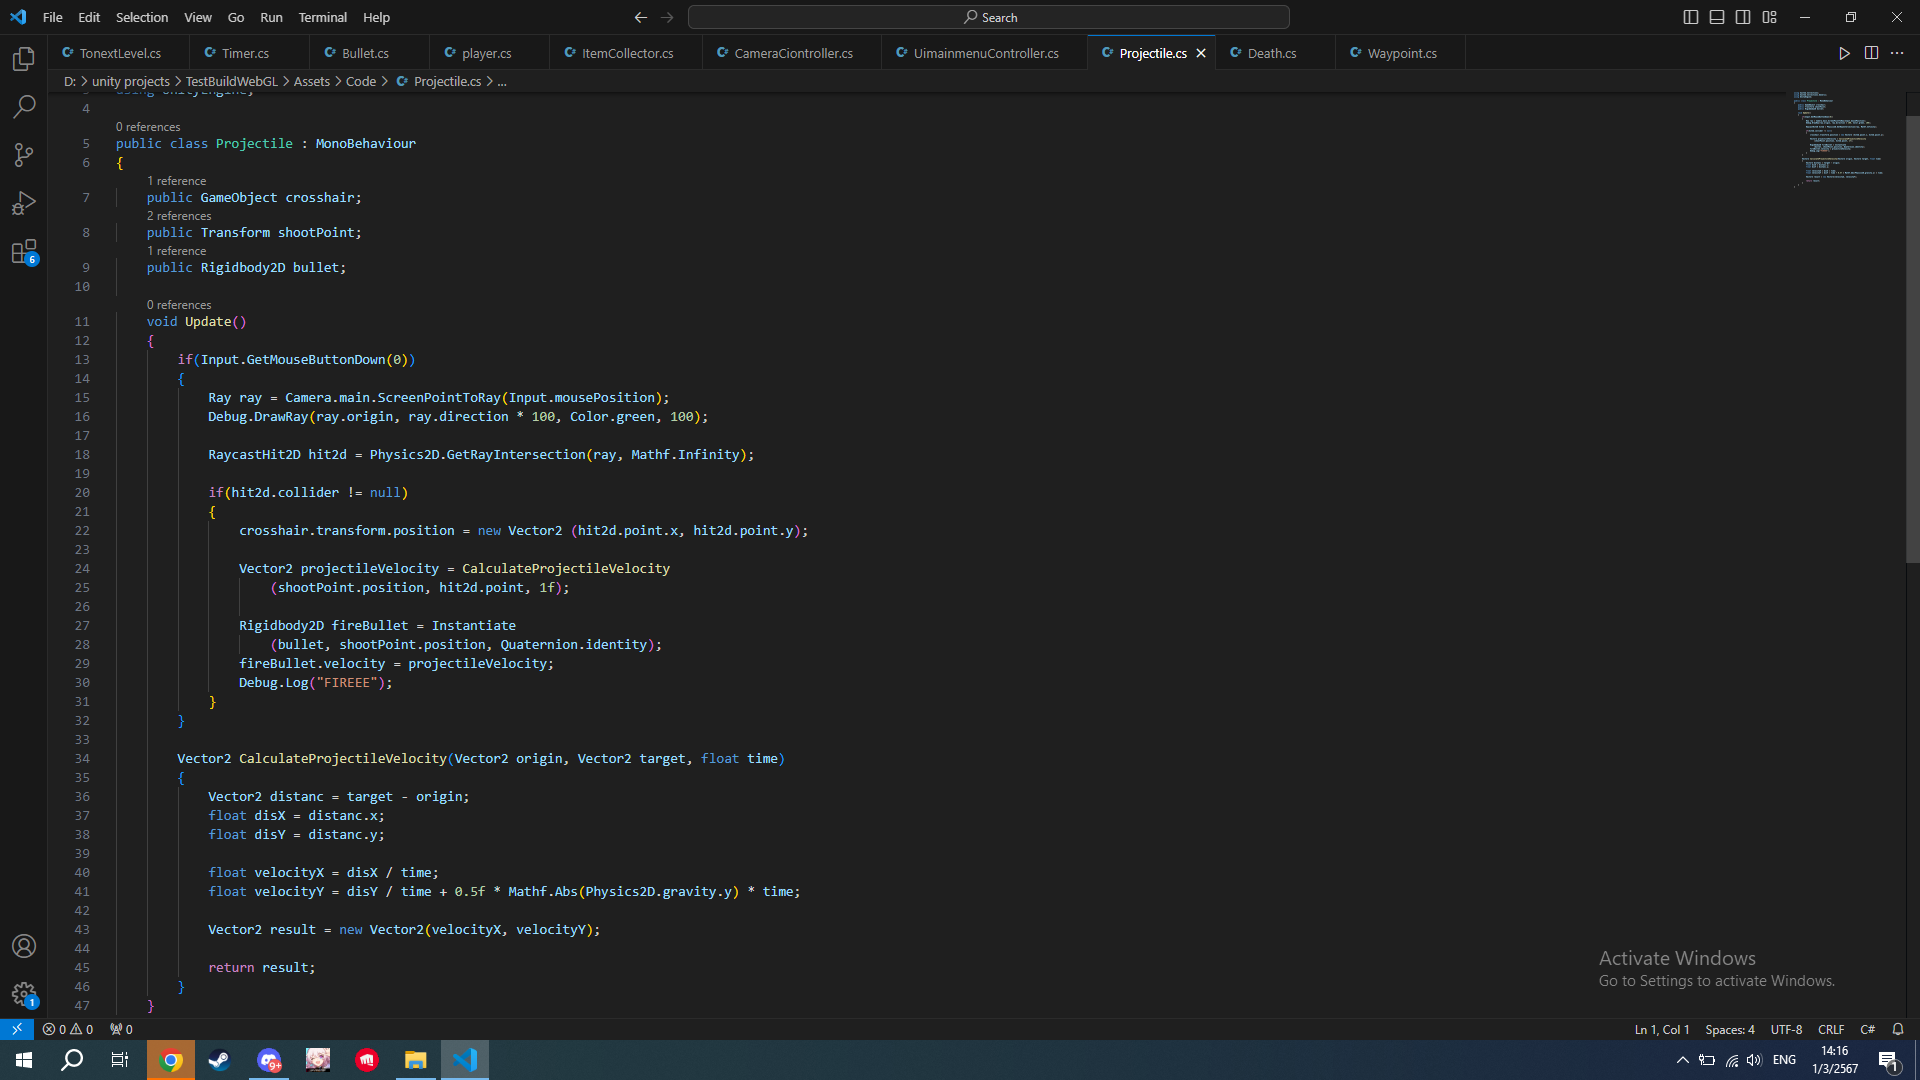 File Edit Selection View Go Run Terminal Help
Search
TonextLevel.cs Timer.cs Bullet.cs player.cs ItemCollector.cs CameraCiontroller.cs UimainmenuController.cs Projectile.cs Death.cs Waypoint.cs
D: > unity projects > TestBuildWebGL > Assets > Code > Projectile.cs > ...
3 using UnityEngine;
4
0 references
5 public class Projectile : MonoBehaviour
6 {
1 reference
7 public GameObject crosshair;
2 references
8 public Transform shootPoint;
1 reference
9 public Rigidbody2D bullet;
10
0 references
11 void Update()
12 {
13 if(Input.GetMouseButtonDown(0))
14 {
15 Ray ray = Camera.main.ScreenPointToRay(Input.mousePosition);
16 Debug.DrawRay(ray.origin, ray.direction * 100, Color.green, 100);
17
18 RaycastHit2D hit2d = Physics2D.GetRayIntersection(ray, Mathf.Infinity);
19
20 if(hit2d.collider != null)
21 {
22 crosshair.transform.position = new Vector2 (hit2d.point.x, hit2d.point.y);
23
24 Vector2 projectileVelocity = CalculateProjectileVelocity
25 (shootPoint.position, hit2d.point, 1f);
26
27 Rigidbody2D fireBullet = Instantiate
28 (bullet, shootPoint.position, Quaternion.identity);
29 fireBullet.velocity = projectileVelocity;
30 Debug.Log("FIREEE");
31 }
32 }
33
34 Vector2 CalculateProjectileVelocity(Vector2 origin, Vector2 target, float time)
35 {
36 Vector2 distanc = target - origin;
37 float disX = distanc.x;
38 float disY = distanc.y;
39
40 float velocityX = disX / time;
41 float velocityY = disY / time + 0.5f * Mathf.Abs(Physics2D.gravity.y) * time;
42
43 Vector2 result = new Vector2(velocityX, velocityY);
44
45 return result;
46 }
47 }
6
1
Activate Windows
Go to Settings to activate Windows.
0 0 0
Ln 1, Col 1 Spaces: 4 UTF-8 CRLF C#
9+
ENG
14:16
1/3/2567
1